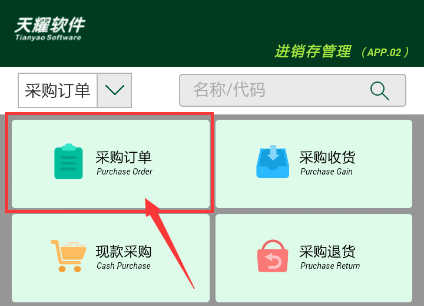 天耀软件
Tianyao Software
进销存管理 （APP.02）
采购订单
名称/代码
采购订单
Purchase Order
采购收货
Purchase Gain
现款采购
Cash Purchase
采购退货
Pruchase Return